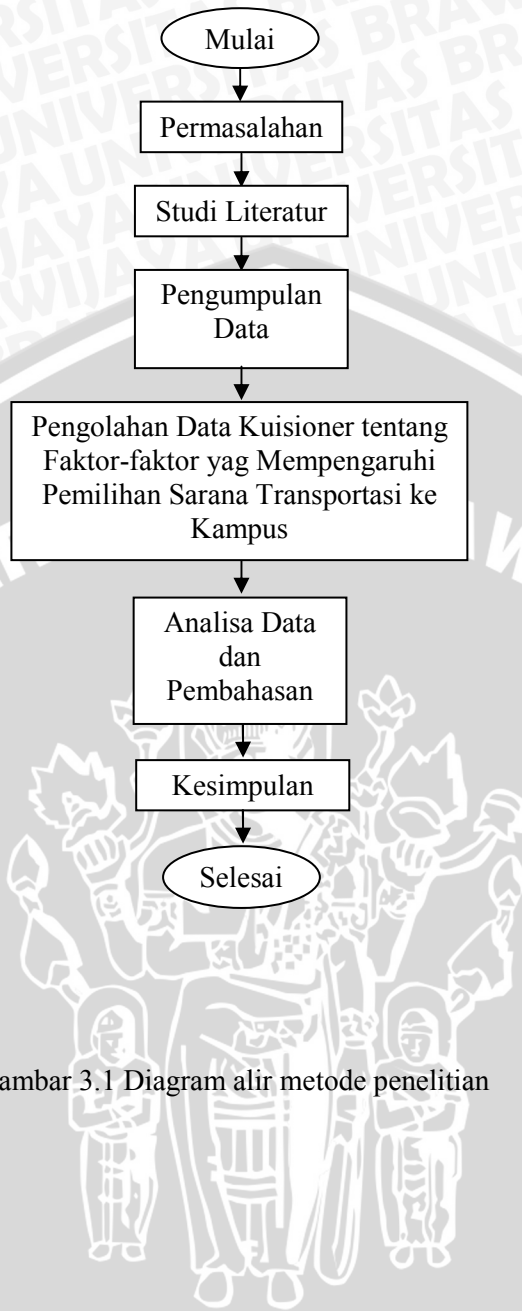 Mulai
Permasalahan
Studi Literatur
Pengumpulan
Data
Pengolahan Data Kuisioner tentang
Faktor-faktor yag Mempengaruhi
Pemilihan Sarana Transportasi ke
Kampus
Analisa Data
dan
Pembahasan
Kesimpulan
Selesai
ambar 3.1 Diagram alir metode penelitian